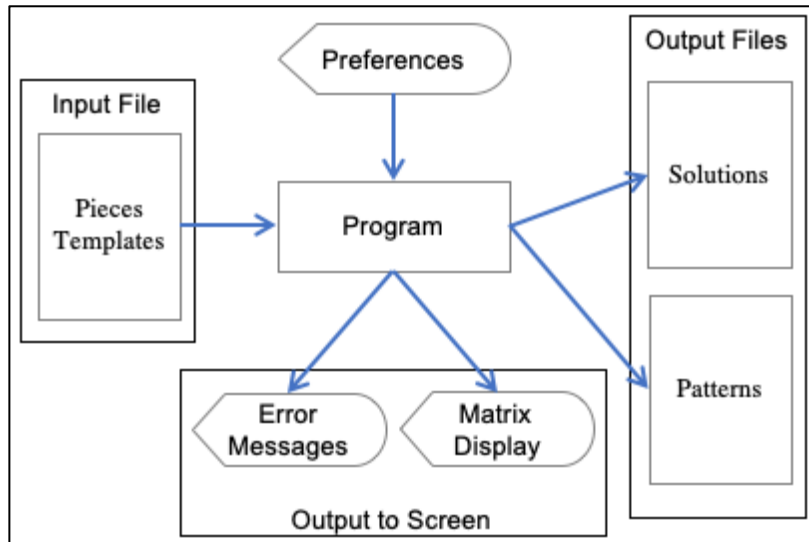 Preferences
Input File
Pieces
Templates
Program
Output Files
Solutions
Patterns
Error
Messages
Matrix
Display
Output to Screen